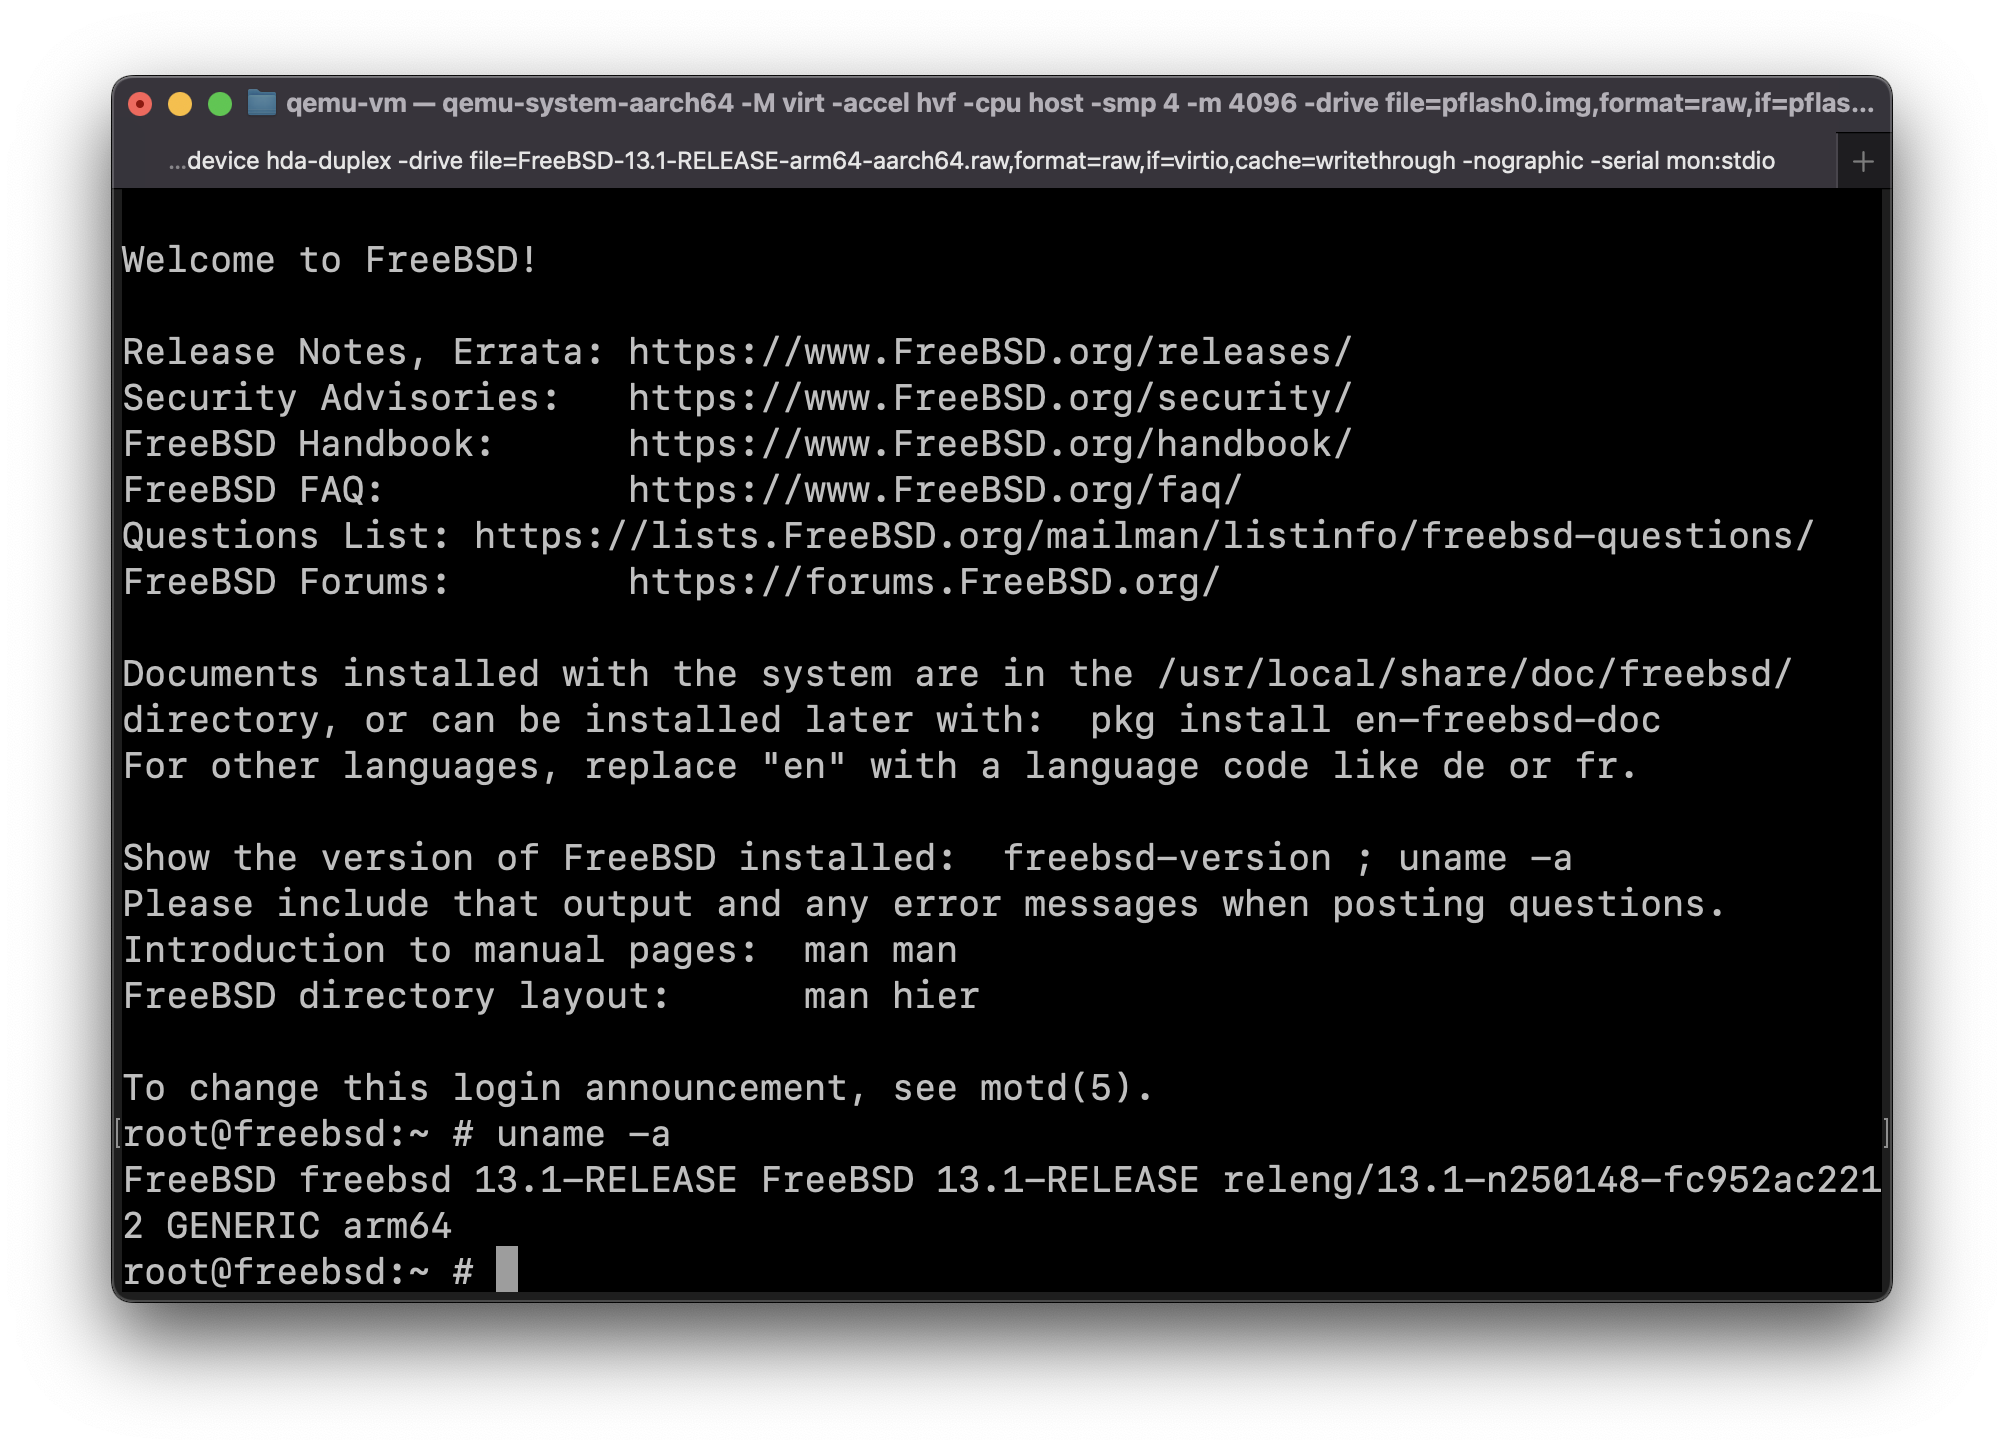 qemu-vm — qemu-system-aarch64 -M virt -accel hvf -cpu host -smp 4 -m 4096 -drive file=pflash0.img,format=raw,if=pflas...
...device hda-duplex -drive file=FreeBSD-13.1-RELEASE-arm64-aarch64.raw,format=raw,if=virtio,cache=writethrough -nographic -serial mon:stdio
Welcome to FreeBSD!
Release Notes, Errata: https://www.FreeBSD.org/releases/
Security Advisories:   https://www.FreeBSD.org/security/
FreeBSD Handbook:      https://www.FreeBSD.org/handbook/
FreeBSD FAQ:           https://www.FreeBSD.org/faq/
Questions List: https://lists.FreeBSD.org/mailman/listinfo/freebsd-questions/
FreeBSD Forums:        https://forums.FreeBSD.org/
Documents installed with the system are in the /usr/local/share/doc/freebsd/
directory, or can be installed later with:  pkg install en-freebsd-doc
For other languages, replace "en" with a language code like de or fr.
Show the version of FreeBSD installed:  freebsd-version ; uname -a
Please include that output and any error messages when posting questions.
Introduction to manual pages:  man man
FreeBSD directory layout:      man hier
To change this login announcement, see motd(5).
root@freebsd:~ # uname -a
FreeBSD freebsd 13.1-RELEASE FreeBSD 13.1-RELEASE releng/13.1-n250148-fc952ac221
2 GENERIC arm64
root@freebsd:~ #